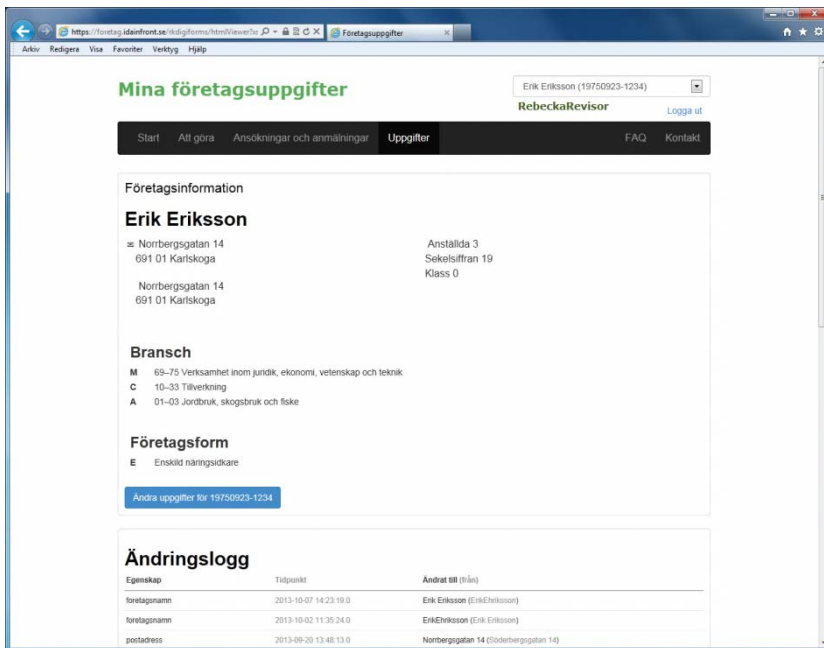 https://foretag.idainfront.se/rksdigiforms/htmlViewer?xs
Företagsuppgifter
Arkiv Redigera Visa Favoriter Verktyg Hjälp
Mina företagsuppgifter
Erik Eriksson (19750923-1234)
RebeckaRevisor
Logga ut
Start Att göra Ansökningar och anmälningar Uppgifter FAQ Kontakt
Företagsinformation
Erik Eriksson
Norrbergsgatan 14 Anställda 3
691 01 Karlskoga Sekelsiffran 19
Klass 0
Norrbergsgatan 14
691 01 Karlskoga
Bransch
M 69–75 Verksamhet inom juridik, ekonomi, vetenskap och teknik
C 10–33 Tillverkning
A 01–03 Jordbruk, skogsbruk och fiske
Företagsform
E Enskild näringsidkare
Ändra uppgifter för 19750923-1234
Ändringslogg
Egenskap Tidpunkt Ändrat till (från)
foretagsnamn 2013-10-07 14:23:19.0 Erik Eriksson (ErikEhriksson)
foretagsnamn 2013-10-02 11:35:24.0 ErikEhriksson (Erik Eriksson)
postadress 2013-09-20 13:48:13.0 Norrbergsgatan 14 (Söderbergsgatan 14)